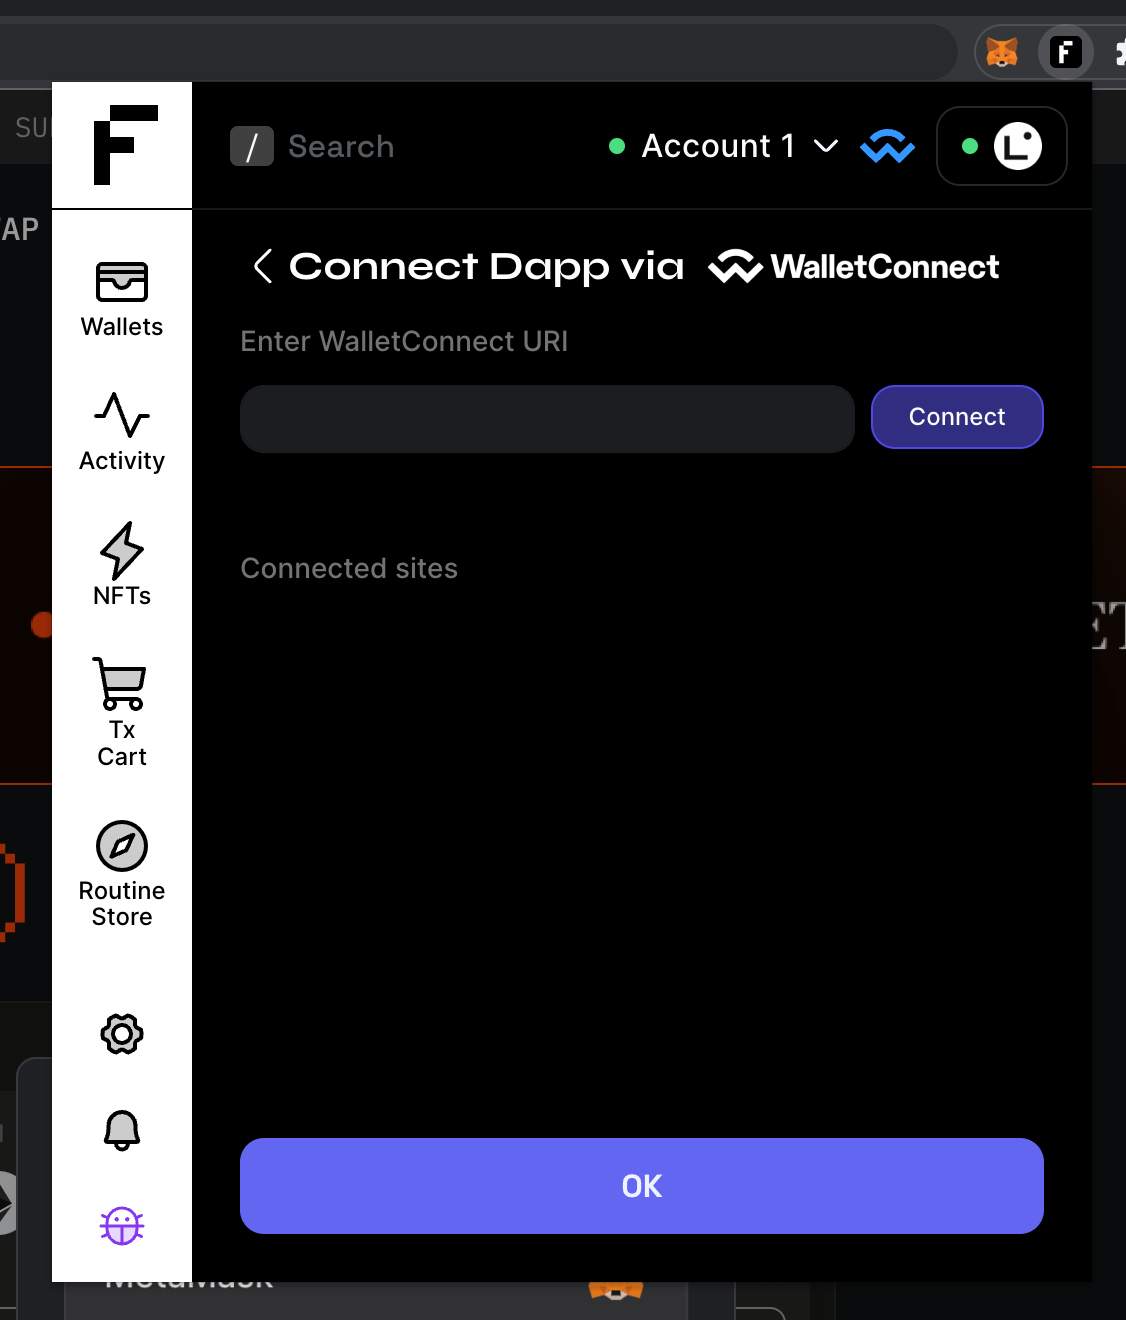 SU
/ Search
Account 1
AP
Connect Dapp via WalletConnect
Enter WalletConnect URI
Connect
Connected sites
Wallets
Activity
NFTs
Tx
Cart
Routine
Store
OK
MetaMask